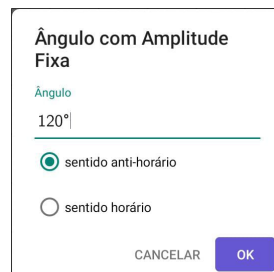 Ângulo com Amplitude
Fixa
Ângulo
120°
sentido anti-horário
sentido horário
CANCELAR OK